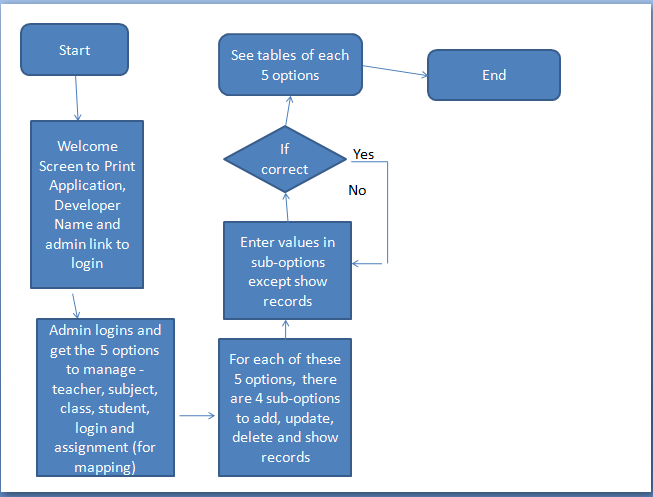 Start
Welcome
Screen to Print
Application,
Developer
Name and
admin link to
login
Admin logins and
get the 5 options
to manage -
teacher, subject,
class, student,
login and
assignment (for
mapping)
For each of these
5 options, there
are 4 sub-options
to add, update,
delete and show
records
Enter values in
sub-options
except show
records
If
correct
Yes
No
See tables of each
5 options
End